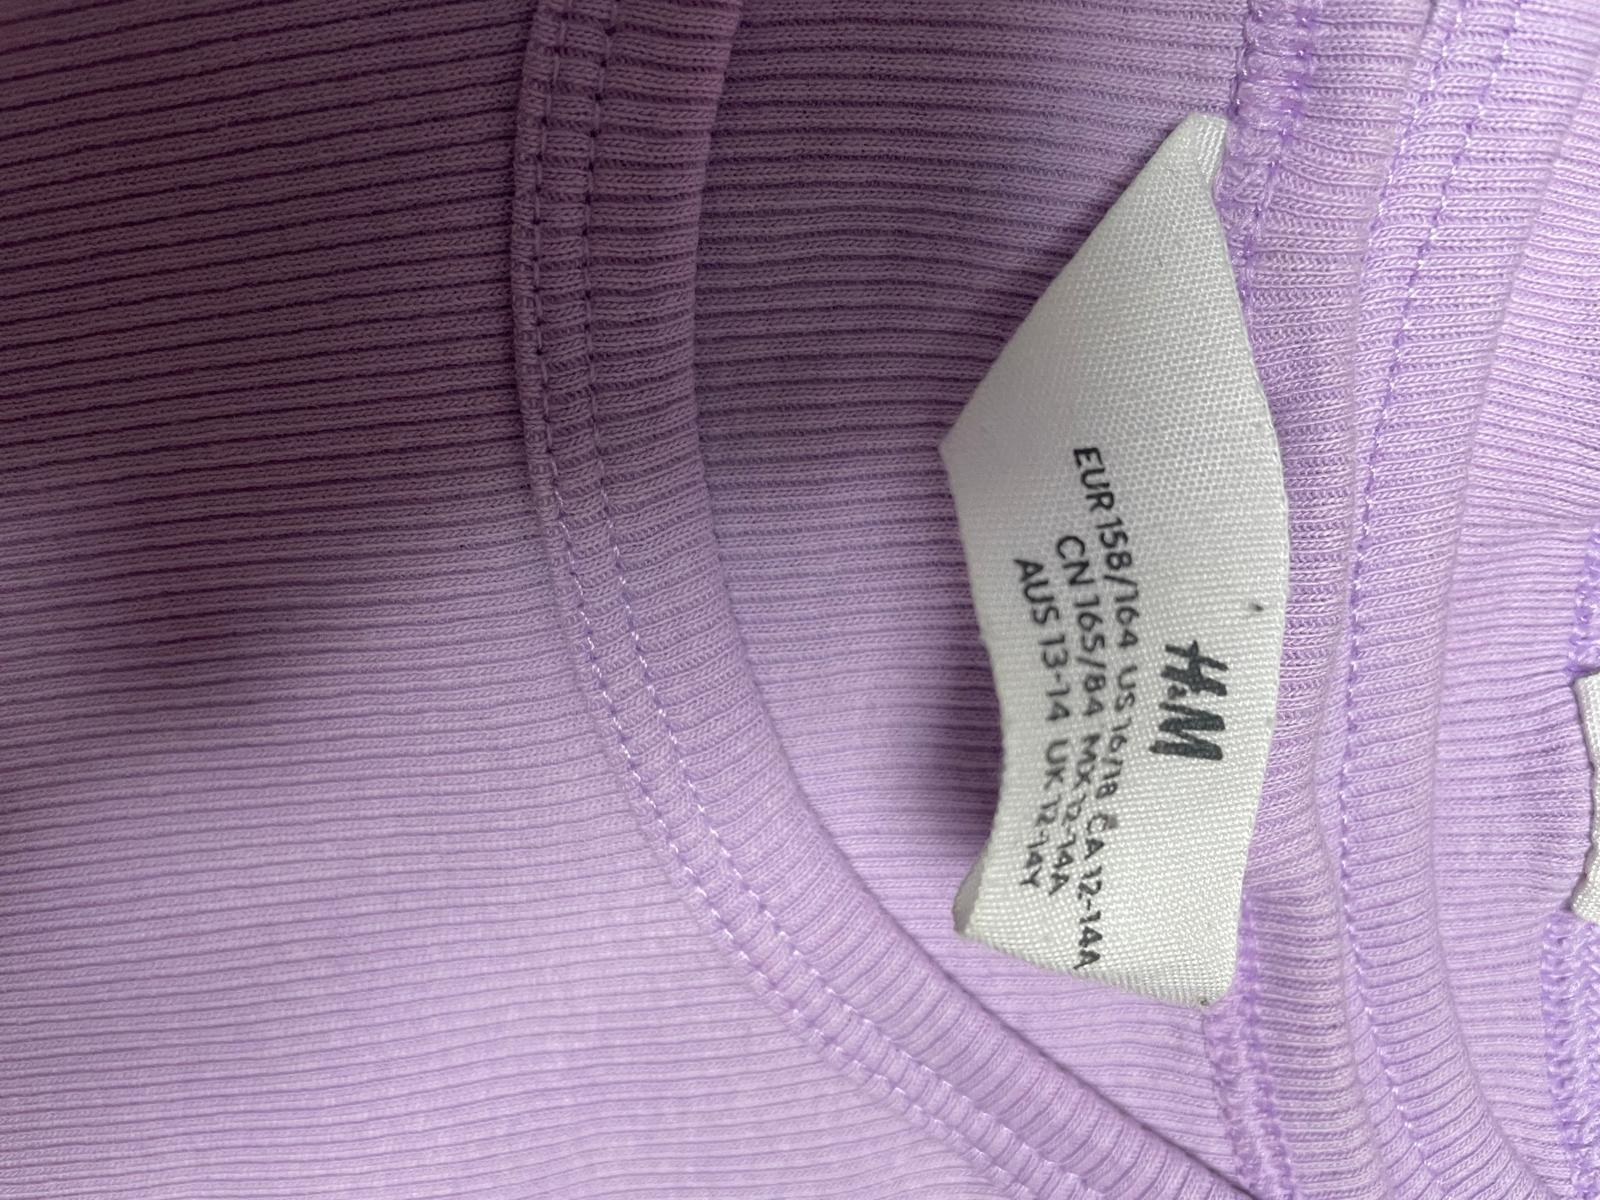 H&M
EUR 158/164 US 16/18 CA 12-14A
CN 165/84 MX 12-14A
AUS 13-14 UK 12-14Y